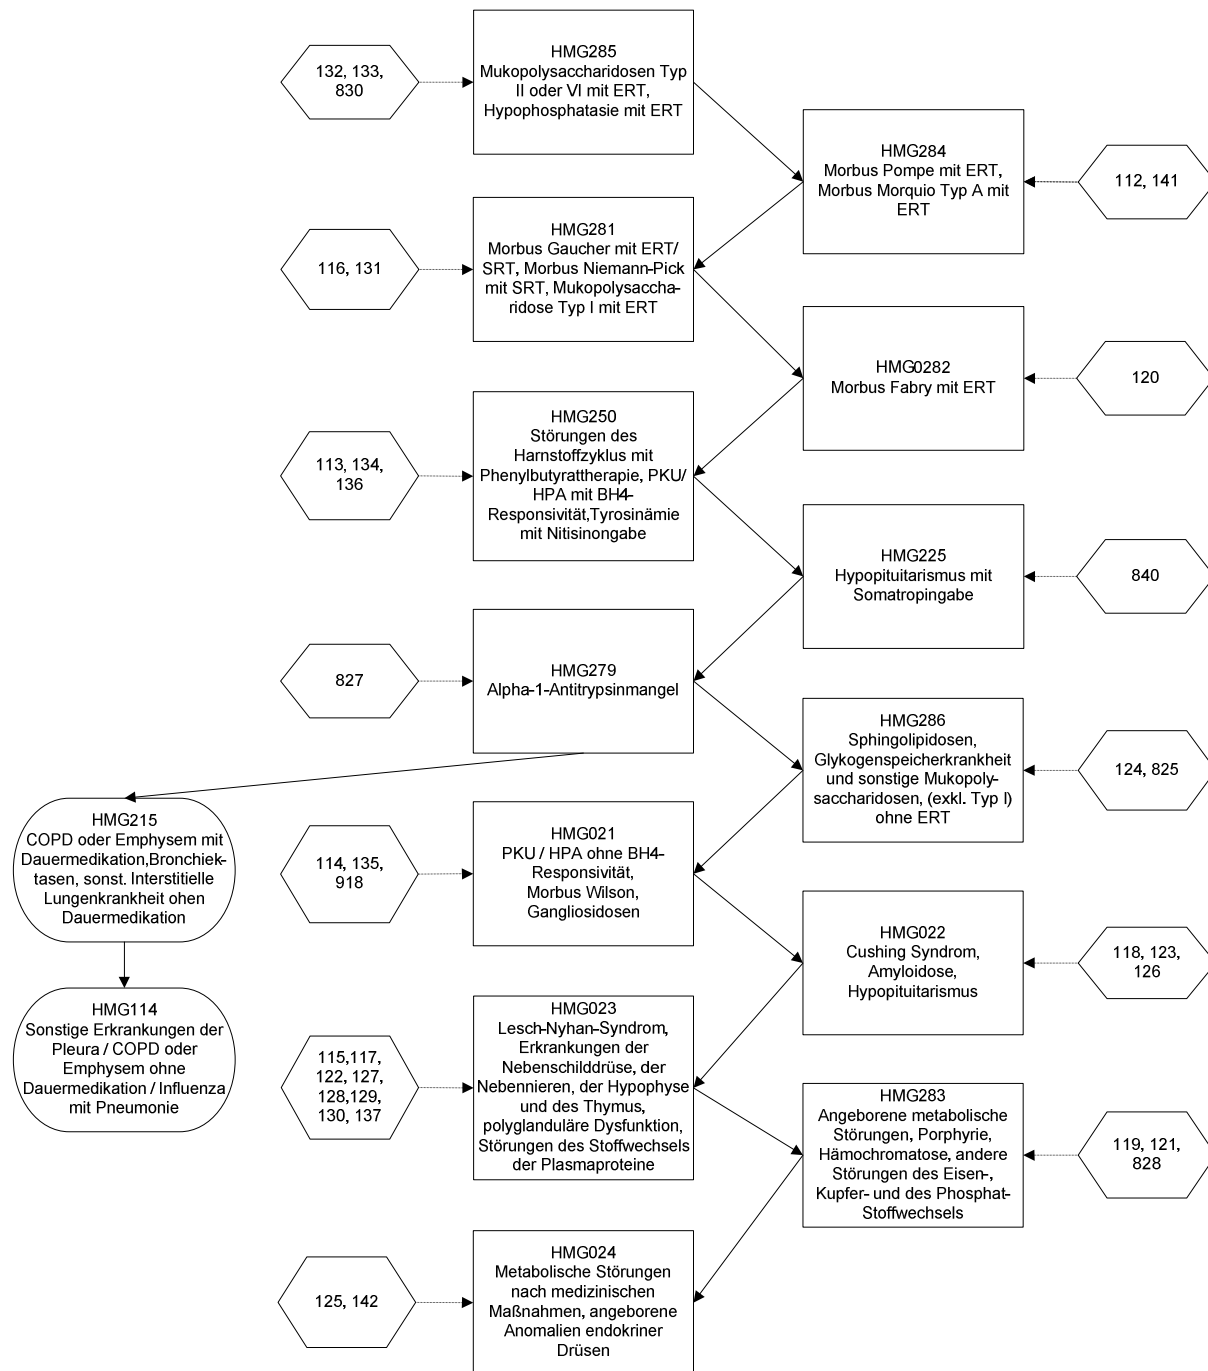 132, 133,
830
HMG285
Mukopolysaccharidosen Typ
II oder VI mit ERT,
Hypophosphatasie mit ERT
HMG284
Morbus Pompe mit ERT,
Morbus Morquio Typ A mit
ERT
112, 141
116, 131
HMG281
Morbus Gaucher mit ERT/
SRT, Morbus Niemann-Pick
mit SRT, Mukopolysaccha-
ridose Typ I mit ERT
HMG0282
Morbus Fabry mit ERT
120
113, 134,
136
HMG250
Störungen des
Harnstoffzyklus mit
Phenylbutyrattherapie, PKU/
HPA mit BH4-
Responsivität,Tyrosinämie
mit Nitisinongabe
HMG225
Hypopituitarismus mit
Somatropingabe
840
827
HMG279
Alpha-1-Antitrypsinmangel
HMG286
Sphingolipidosen,
Glykogenspeicherkrankheit
und sonstige Mukopoly-
saccharidosen, (exkl. Typ I)
ohne ERT
124, 825
HMG215
COPD oder Emphysem mit
Dauermedikation,Bronchiek-
tasen, sonst. Interstitielle
Lungenkrankheit ohen
Dauermedikation
114, 135,
918
HMG021
PKU / HPA ohne BH4-
Responsivität,
Morbus Wilson,
Gangliosidosen
HMG022
Cushing Syndrom,
Amyloidose,
Hypopituitarismus
118, 123,
126
HMG114
Sonstige Erkrankungen der
Pleura / COPD oder
Emphysem ohne
Dauermedikation / Influenza
mit Pneumonie
115,117,
122, 127,
128,129,
130, 137
HMG023
Lesch-Nyhan-Syndrom,
Erkrankungen der
Nebenschilddrüse, der
Nebennieren, der Hypophyse
und des Thymus,
polyglanduläre Dysfunktion,
Störungen des Stoffwechsels
der Plasmaproteine
HMG283
Angeborene metabolische
Störungen, Porphyrie,
Hämochromatose, andere
Störungen des Eisen-,
Kupfer- und des Phosphat-
Stoffwechsels
119, 121,
828
125, 142
HMG024
Metabolische Störungen
nach medizinischen
Maßnahmen, angeborene
Anomalien endokriner
Drüsen